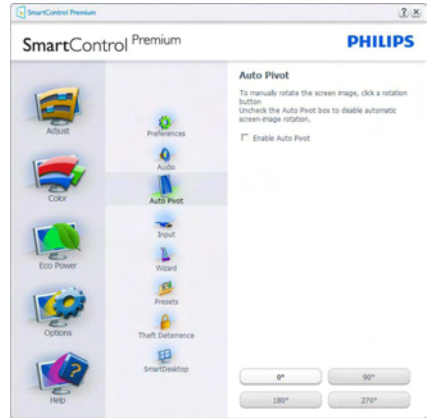 SmartControl Premium
SmartControl Premium
PHILIPS
Adjust
Color
Eco Power
Options
Help
Preferences
Audio
Auto Pivot
Input
Wizard
Presets
Theft Deterrence
SmartDesktop
Auto Pivot
To manually rotate the screen image, click a rotation
button
Uncheck the Auto Pivot box to disable automatic
screen-image rotation.
Enable Auto Pivot
0°
90°
180°
270°